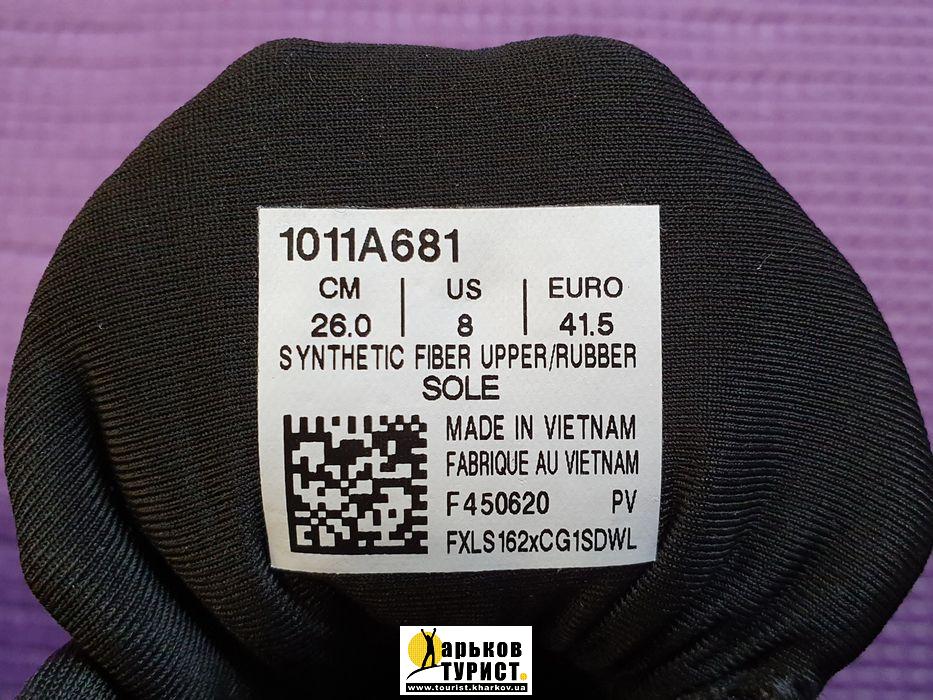 1011A681
CM | US | EURO
26.0 | 8 | 41.5
SYNTHETIC FIBER UPPER/RUBBER
SOLE
MADE IN VIETNAM
FABRIQUE AU VIETNAM
F450620 PV
FXLS162xCG1SDWL
Харьков
ТУРИСТ.
www.tourist.kharkov.ua